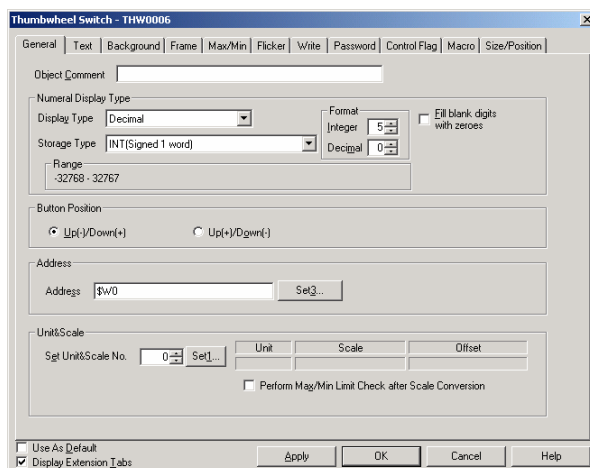 Thumbwheel Switch - THW0006
General Text Background Frame Max/Min Flicker Write Password Control Flag Macro Size/Position
Object Comment
Numeral Display Type
Display Type Decimal
Storage Type INT(Signed 1 word)
Format
Integer 5
Decimal 0
Fill blank digits
with zeroes
Range
-32768 - 32767
Button Position
Up(-)/Down(+) Up(+)/Down(-)
Address
Address $W0 Set3...
Unit&Scale
Set Unit&Scale No. 0 Set1...
Unit Scale Offset
Perform Max/Min Limit Check after Scale Conversion
Use As Default
Display Extension Tabs
Apply OK Cancel Help